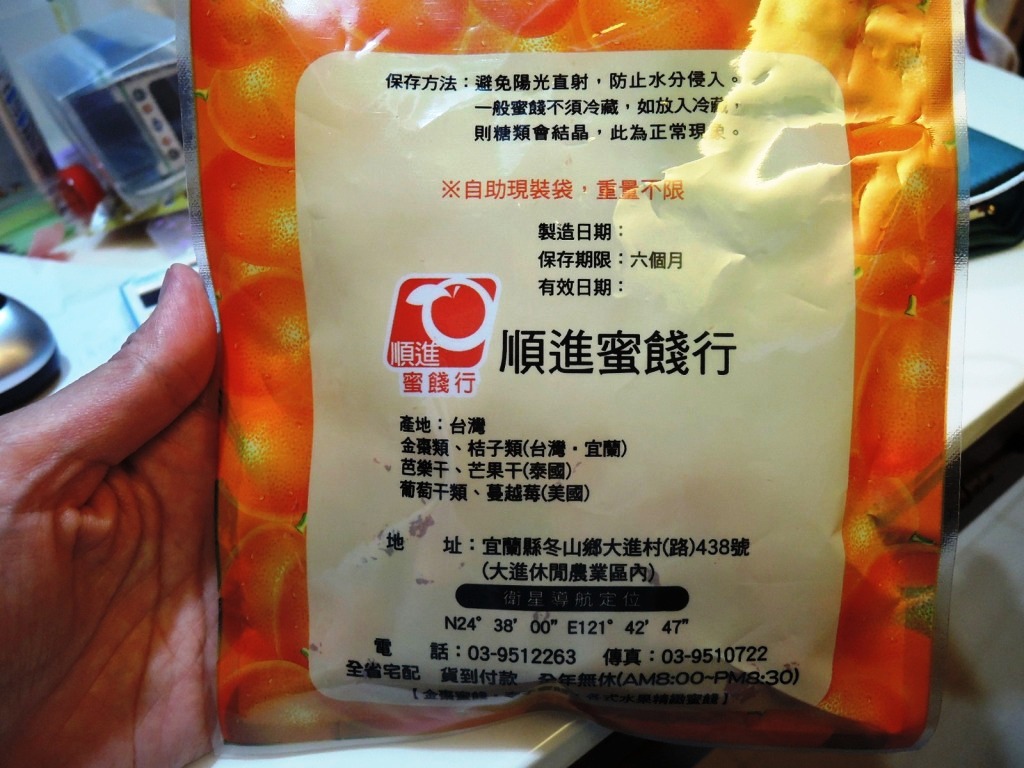 保存方法：避免陽光直射，防止水分侵入。
一般蜜餞不須冷藏，如放入冷藏，
則糖類會結晶，此為正常現象。
※自助現裝袋，重量不限
製造日期：
保存期限：六個月
有效日期：
順進
蜜餞行
順進蜜餞行
產地：台灣
金棗類、桔子類(台灣・宜蘭)
芭樂干、芒果干(泰國)
葡萄干類、蔓越莓(美國)
地　址：宜蘭縣冬山鄉大進村(路)438號
(大進休閒農業區內)
衛星導航定位
N24° 38' 00" E121° 42' 47"
電　話：03-9512263　傳真：03-9510722
全省宅配　貨到付款　全年無休(AM8:00~PM8:30)
水果精緻蜜餞】